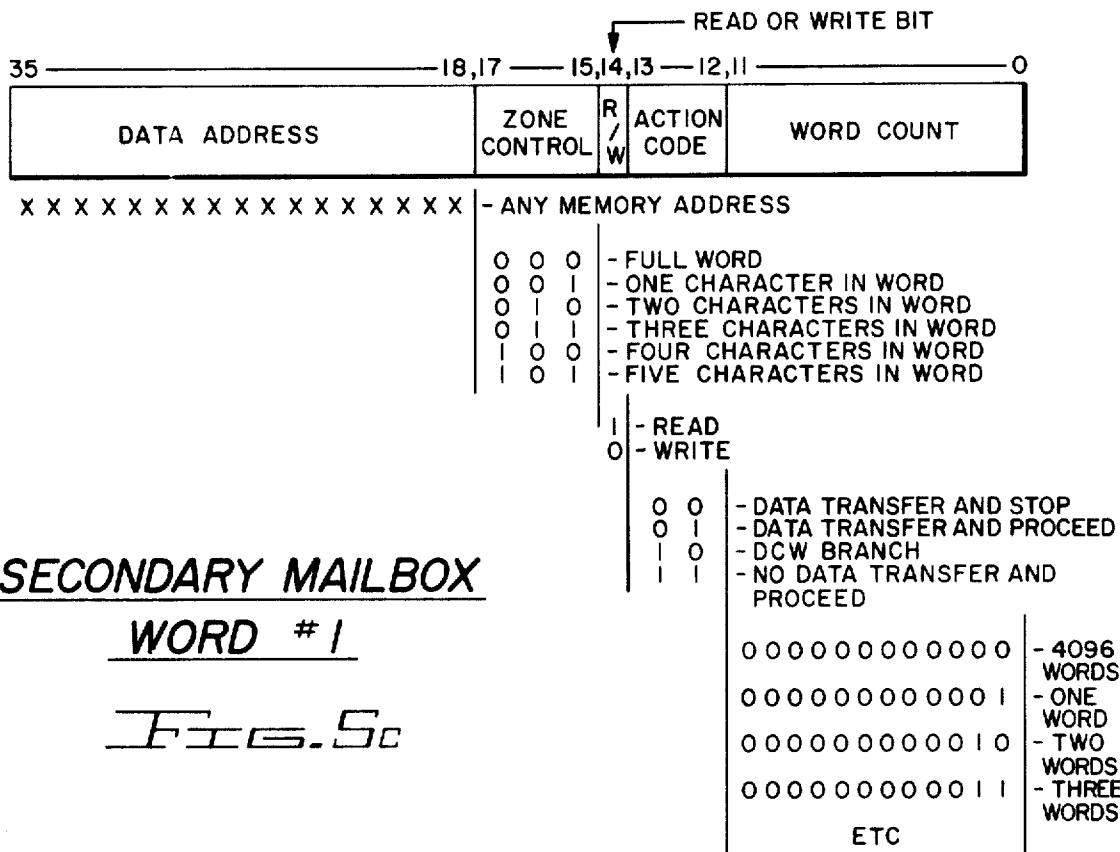 READ OR WRITE BIT
35 18,17 15,14,13 12,11 0
DATA ADDRESS
ZONE CONTROL
R/W
ACTION CODE
WORD COUNT
X X X X X X X X X X X X X X X X X - ANY MEMORY ADDRESS
0 0 0 - FULL WORD
0 0 1 - ONE CHARACTER IN WORD
0 1 0 - TWO CHARACTERS IN WORD
0 1 1 - THREE CHARACTERS IN WORD
1 0 0 - FOUR CHARACTERS IN WORD
1 0 1 - FIVE CHARACTERS IN WORD
1 - READ
0 - WRITE
0 0 - DATA TRANSFER AND STOP
0 1 - DATA TRANSFER AND PROCEED
1 0 - DCW BRANCH
1 1 - NO DATA TRANSFER AND
PROCEED
SECONDARY MAILBOX
WORD #1
FIG. 5c
000000000000 - 4096
WORDS
000000000001 - ONE
WORD
000000000010 - TWO
WORDS
000000000011 - THREE
WORDS
ETC